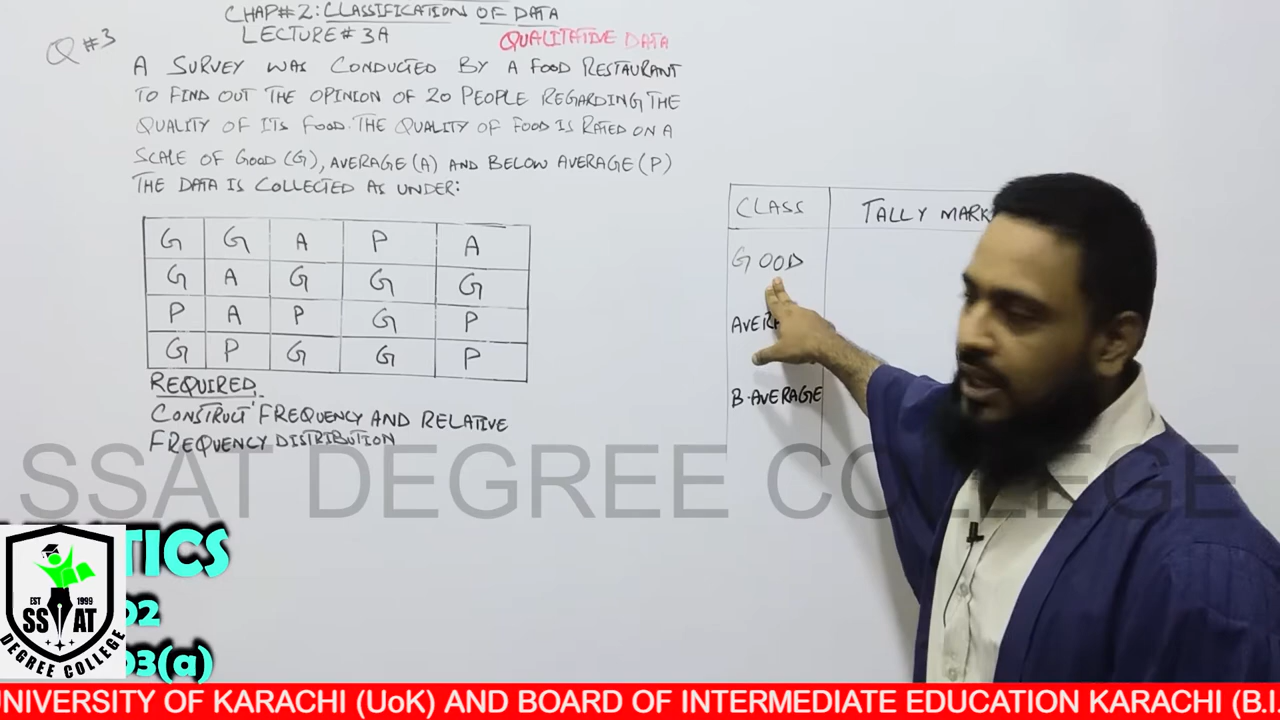 CHAP# 2: CLASSIFICATION OF DATA
LECTURE# 3A
QUALITATIVE DATA
Q #3
A SURVEY WAS CONDUCTED BY A FOOD RESTAURANT
TO FIND OUT THE OPINION OF 20 PEOPLE REGARDING THE
QUALITY OF ITS FOOD. THE QUALITY OF FOOD IS RATED ON A
SCALE OF GOOD (G), AVERAGE (A) AND BELOW AVERAGE (P)
THE DATA IS COLLECTED AS UNDER:
G G A P A
G A G G G
P A P G P
G P G G P
REQUIRED
CONSTRUCT FREQUENCY AND RELATIVE
FREQUENCY DISTRIBUTION
CLASS TALLY MARK
GOOD
AVERA
B.AVERAGE
SSAT DEGREE COLLEGE
TICS
02
03(a)
EST 1999
SSAT
DEGREE COLLEGE
UNIVERSITY OF KARACHI (UoK) AND BOARD OF INTERMEDIATE EDUCATION KARACHI (B.I.